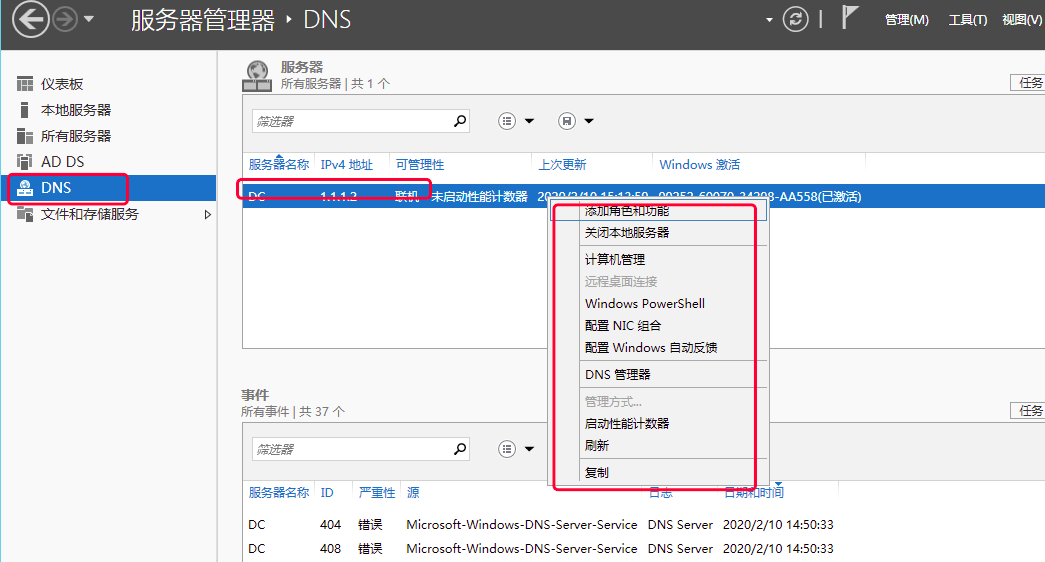 服务器管理器 ‣ DNS
管理(M) 工具(T) 视图(V)
仪表板
本地服务器
所有服务器
AD DS
DNS
文件和存储服务
服务器
所有服务器 | 共 1 个
任务
筛选器
服务器名称 IPv4 地址 可管理性 上次更新 Windows 激活
DC 1.1.1.2 联机 - 未启动性能计数器 2020/2/10 15:12:58 -AA558(已激活)
添加角色和功能
关闭本地服务器
计算机管理
远程桌面连接
Windows PowerShell
配置 NIC 组合
配置 Windows 自动反馈
DNS 管理器
管理方式...
启动性能计数器
刷新
复制
事件
所有事件 | 共 37 个
任务
筛选器
服务器名称 ID 严重性 源 日志 日期和时间
DC 404 错误 Microsoft-Windows-DNS-Server-Service DNS Server 2020/2/10 14:50:33
DC 408 错误 Microsoft-Windows-DNS-Server-Service DNS Server 2020/2/10 14:50:33